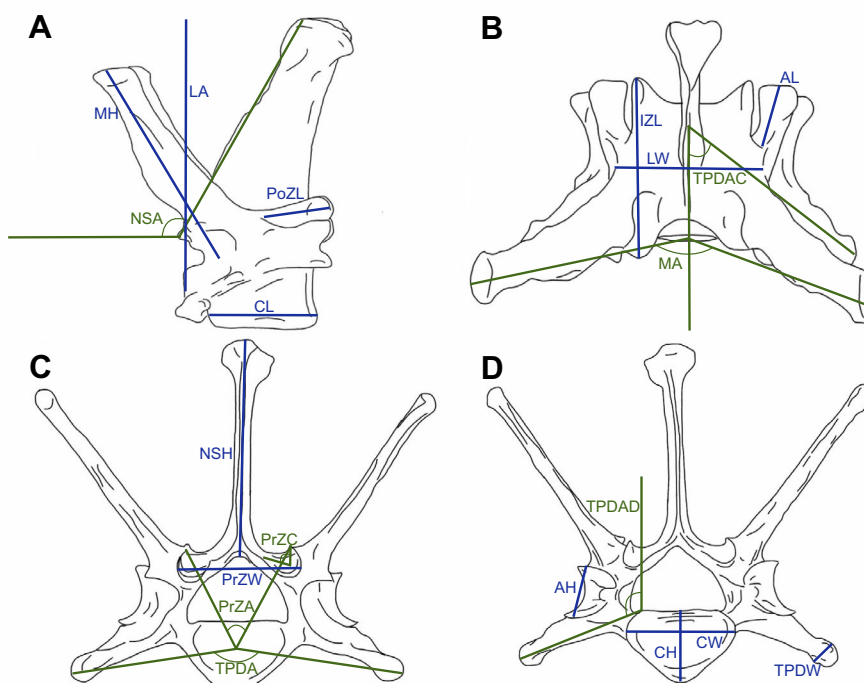 A
LA
MH
PoZL
NSA
CL
B
AL
IZL
LW
TPDAC
MA
C
NSH
PrZC
PrZW
PrZA
TPDA
D
TPDAD
AH
CH
CW
TPDW